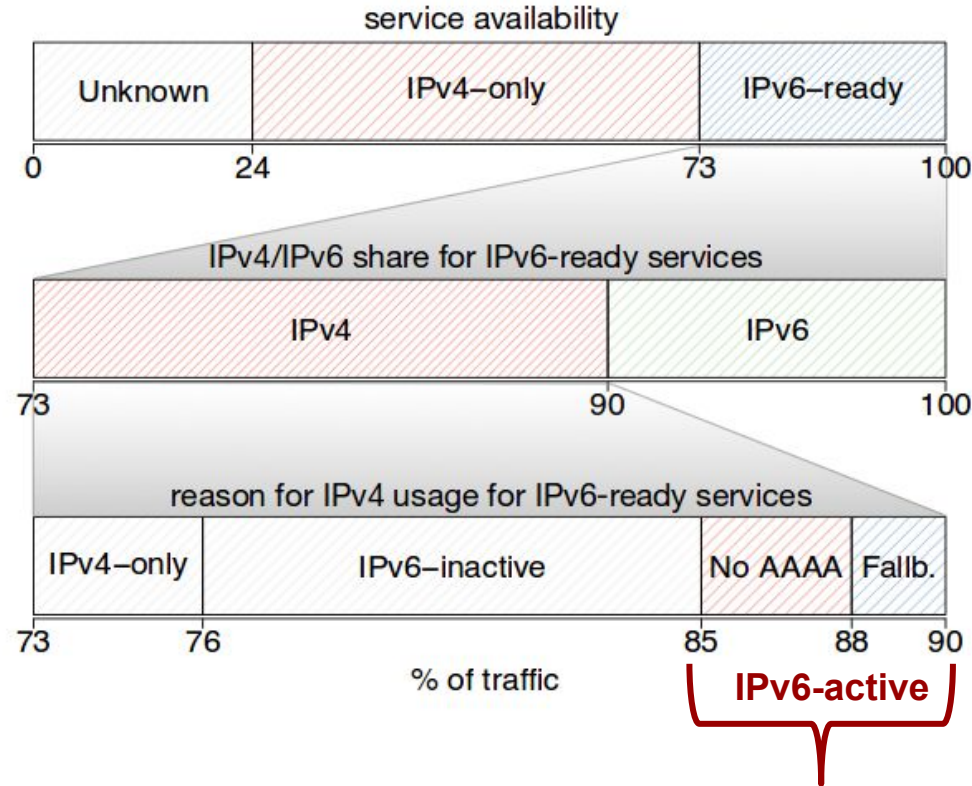 service availability
Unknown IPv4–only IPv6–ready
0 24 73 100
IPv4/IPv6 share for IPv6-ready services
IPv4 IPv6
73 90 100
reason for IPv4 usage for IPv6-ready services
IPv4–only IPv6–inactive No AAAA Fallb.
73 76 85 88 90
% of traffic IPv6-active